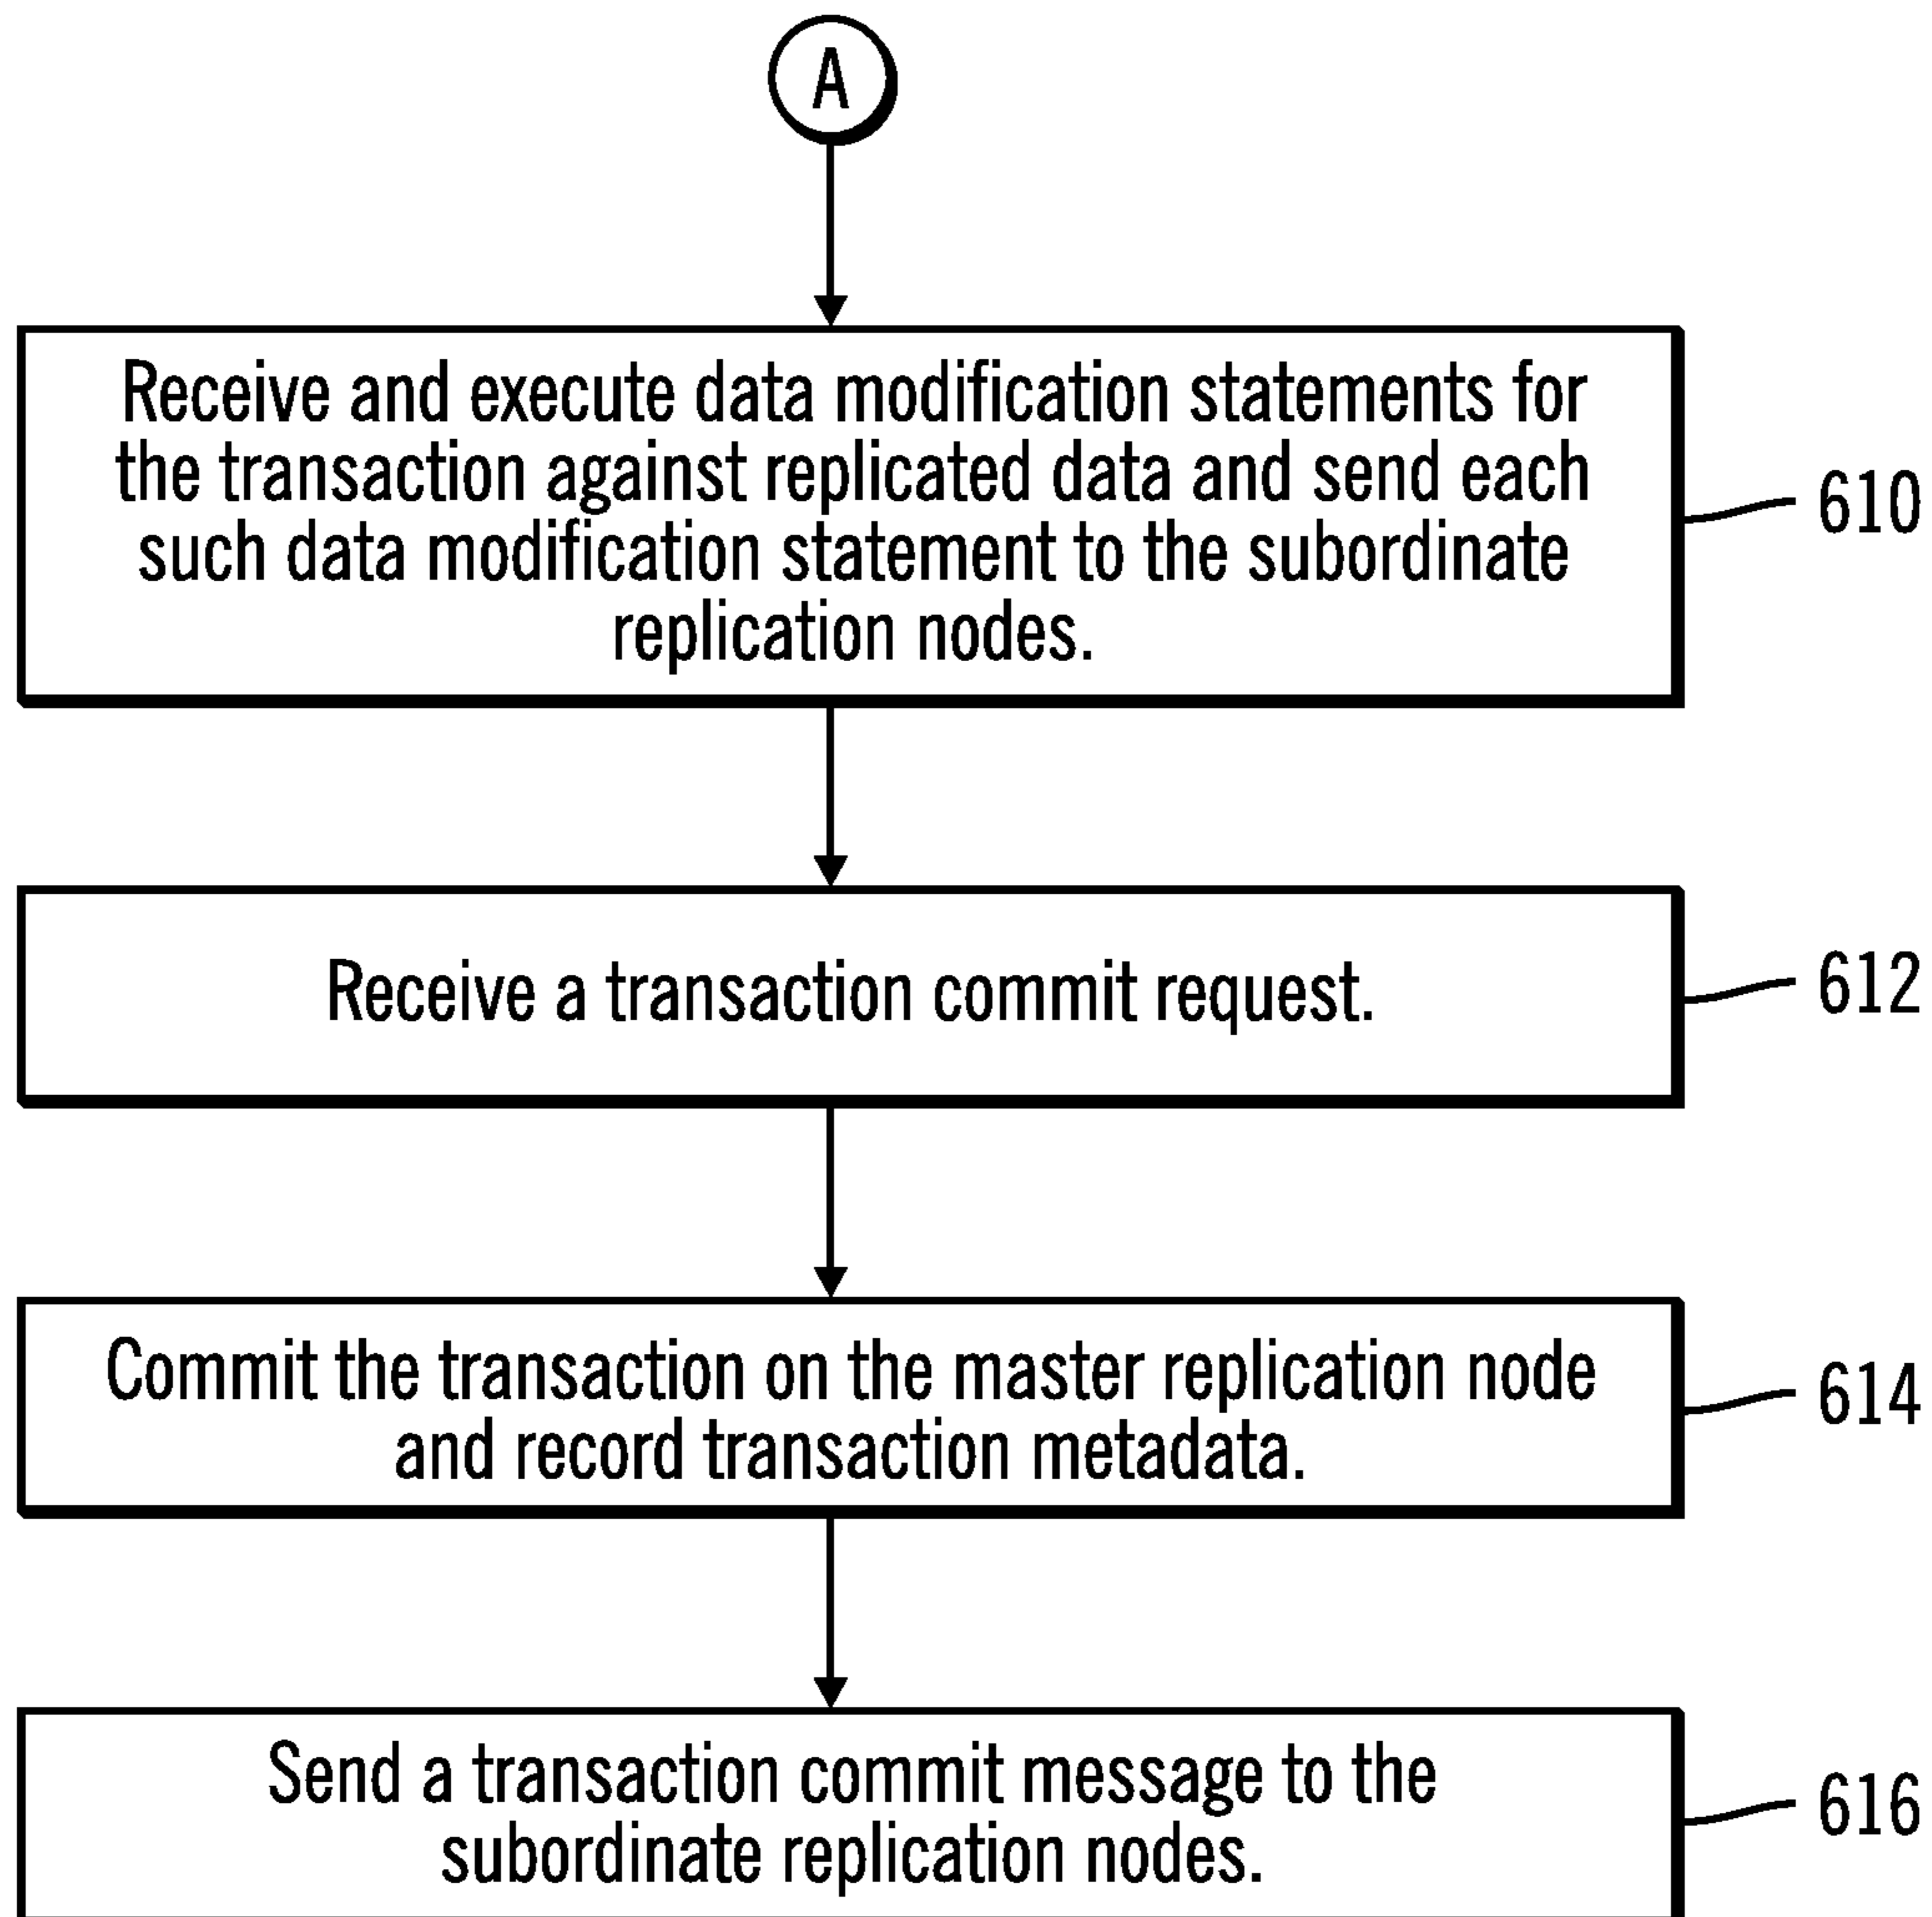 A
Receive and execute data modification statements for
the transaction against replicated data and send each
such data modification statement to the subordinate
replication nodes.
610
Receive a transaction commit request.
612
Commit the transaction on the master replication node
and record transaction metadata.
614
Send a transaction commit message to the
subordinate replication nodes.
616